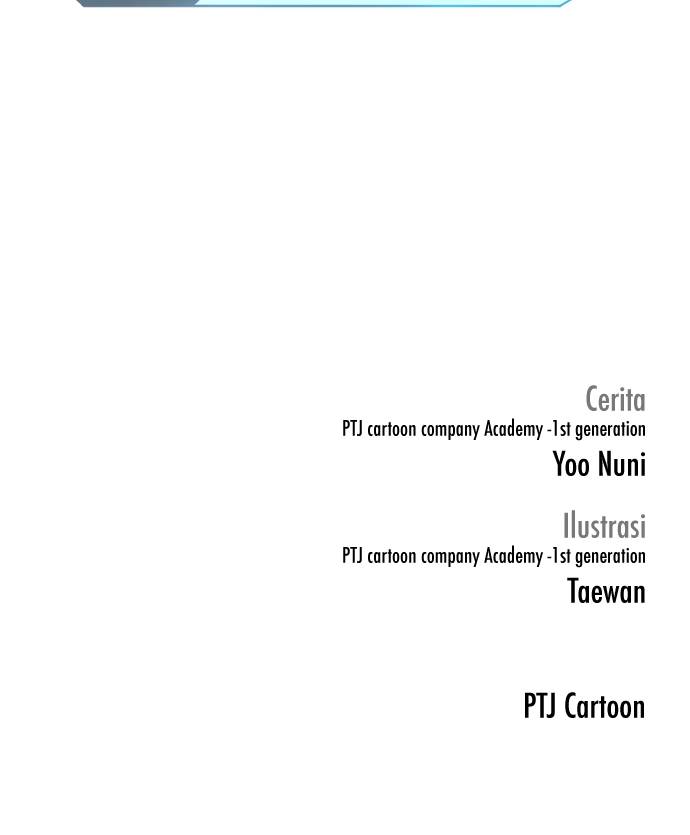 Cerita
PTJ cartoon company Academy -1st generation
Yoo Nuni
Ilustrasi
PTJ cartoon company Academy -1st generation
Taewan
PTJ Cartoon